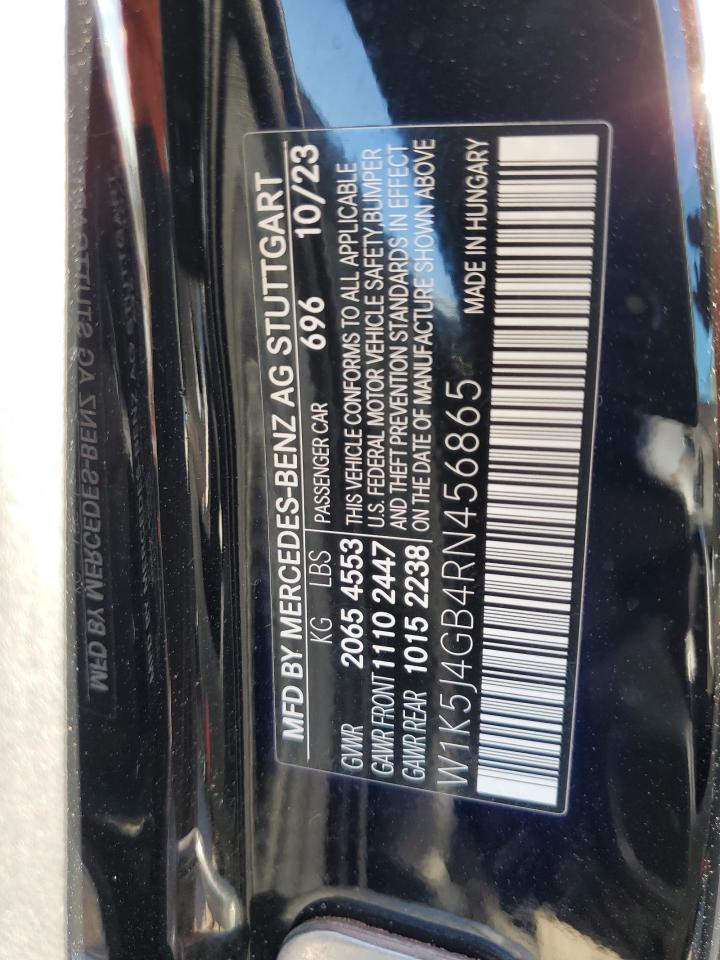 MFD BY MERCEDES-BENZ AG STUTTGART
KG LBS PASSENGER CAR 696 10/23
GVWR 2065 4553 THIS VEHICLE CONFORMS TO ALL APPLICABLE
GAWR FRONT 1110 2447 U.S. FEDERAL MOTOR VEHICLE SAFETY, BUMPER
GAWR REAR 1015 2238 AND THEFT PREVENTION STANDARDS IN EFFECT
ON THE DATE OF MANUFACTURE SHOWN ABOVE
W1K5J4GB4RN456865 MADE IN HUNGARY
MFD BY MERCEDES-BENZ AG STUTTGART